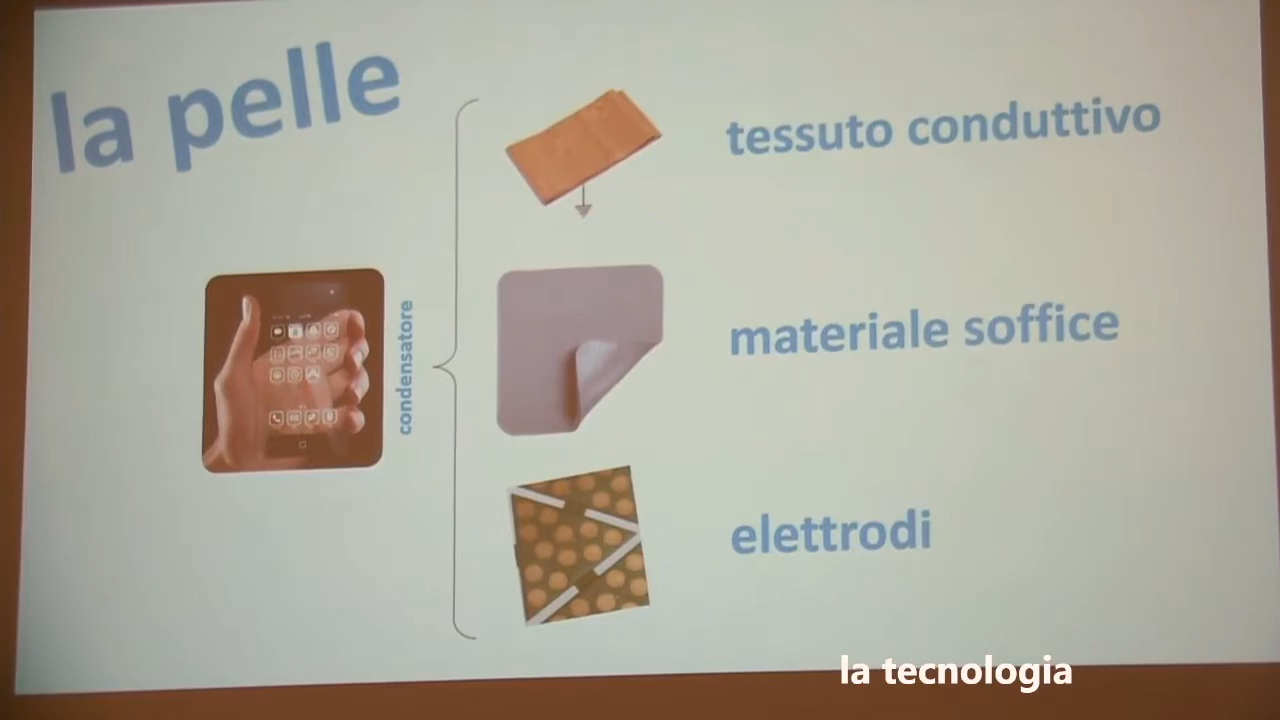 la pelle
tessuto conduttivo
condensatore
materiale soffice
elettrodi
la tecnologia